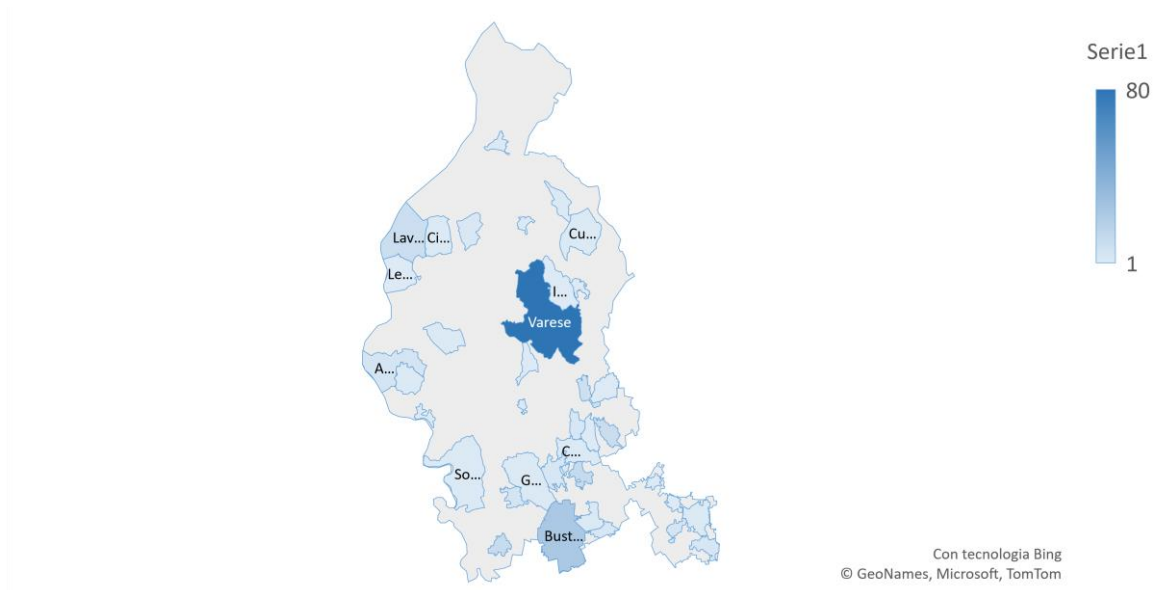 Serie1
80
1
Lav...
Ci...
Cu...
Le...
I...
Varese
A...
C...
So...
G...
Bust...
Con tecnologia Bing
© GeoNames, Microsoft, TomTom